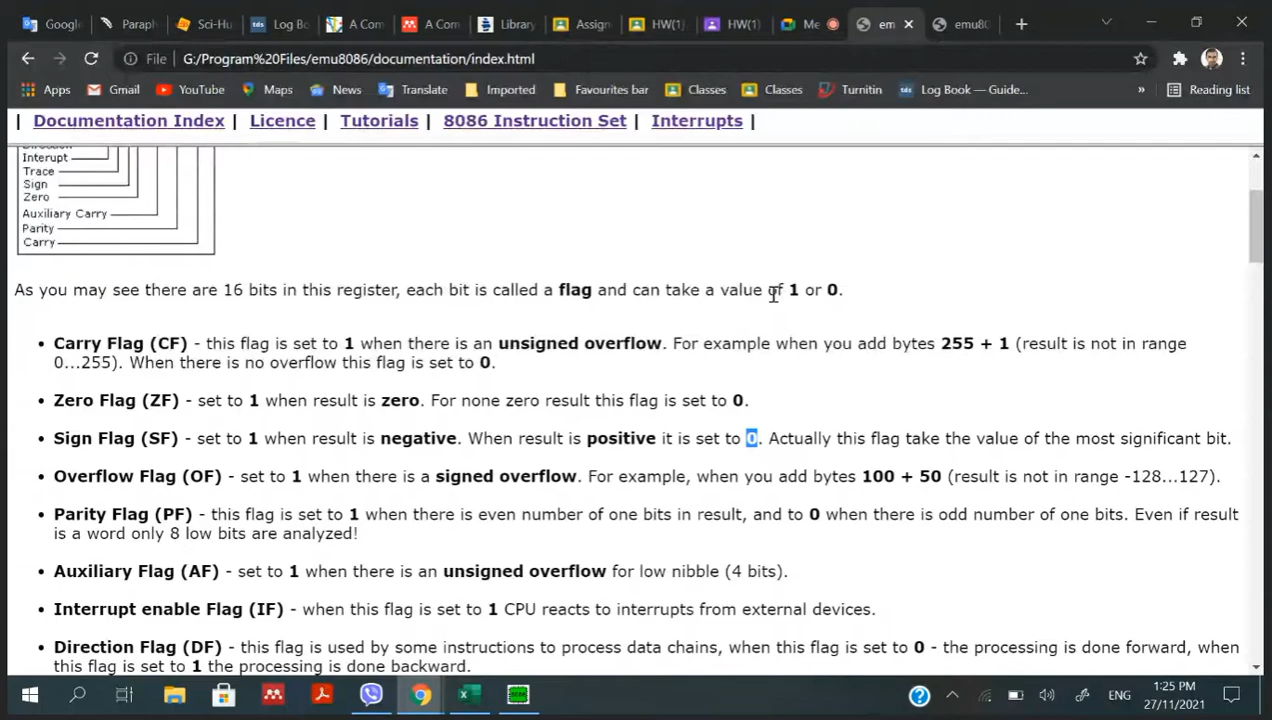 Google
Paraph
Sci-Hu
tds Log Bo
A Com
A Com
Library
Assign
HW(1)
HW(1)
Me
em
emu80
File G:/Program%20Files/emu8086/documentation/index.html
Apps Gmail YouTube Maps News Translate Imported Favourites bar Classes Classes Turnitin tds Log Book — Guide... » Reading list
| Documentation Index | Licence | Tutorials | 8086 Instruction Set | Interrupts |
Direction
Interupt
Trace
Sign
Zero
Auxiliary Carry
Parity
Carry
As you may see there are 16 bits in this register, each bit is called a flag and can take a value of 1 or 0.
• Carry Flag (CF) - this flag is set to 1 when there is an unsigned overflow. For example when you add bytes 255 + 1 (result is not in range
0...255). When there is no overflow this flag is set to 0.
• Zero Flag (ZF) - set to 1 when result is zero. For none zero result this flag is set to 0.
• Sign Flag (SF) - set to 1 when result is negative. When result is positive it is set to 0. Actually this flag take the value of the most significant bit.
• Overflow Flag (OF) - set to 1 when there is a signed overflow. For example, when you add bytes 100 + 50 (result is not in range -128...127).
• Parity Flag (PF) - this flag is set to 1 when there is even number of one bits in result, and to 0 when there is odd number of one bits. Even if result
is a word only 8 low bits are analyzed!
• Auxiliary Flag (AF) - set to 1 when there is an unsigned overflow for low nibble (4 bits).
• Interrupt enable Flag (IF) - when this flag is set to 1 CPU reacts to interrupts from external devices.
• Direction Flag (DF) - this flag is used by some instructions to process data chains, when this flag is set to 0 - the processing is done forward, when
this flag is set to 1 the processing is done backward.
ENG
1:25 PM
27/11/2021